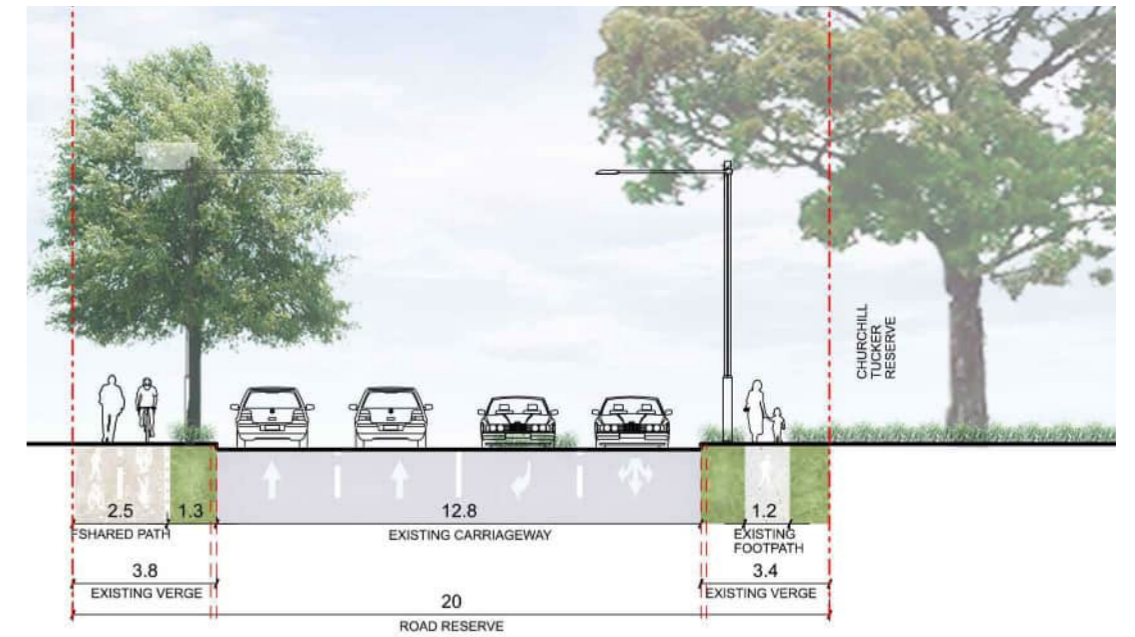 CHURCHILL
TUCKER
RESERVE
2.5
1.3
12.8
1.2
FSHARED PATH
EXISTING CARRIAGEWAY
EXISTING
FOOTPATH
3.8
3.4
EXISTING VERGE
EXISTING VERGE
20
ROAD RESERVE